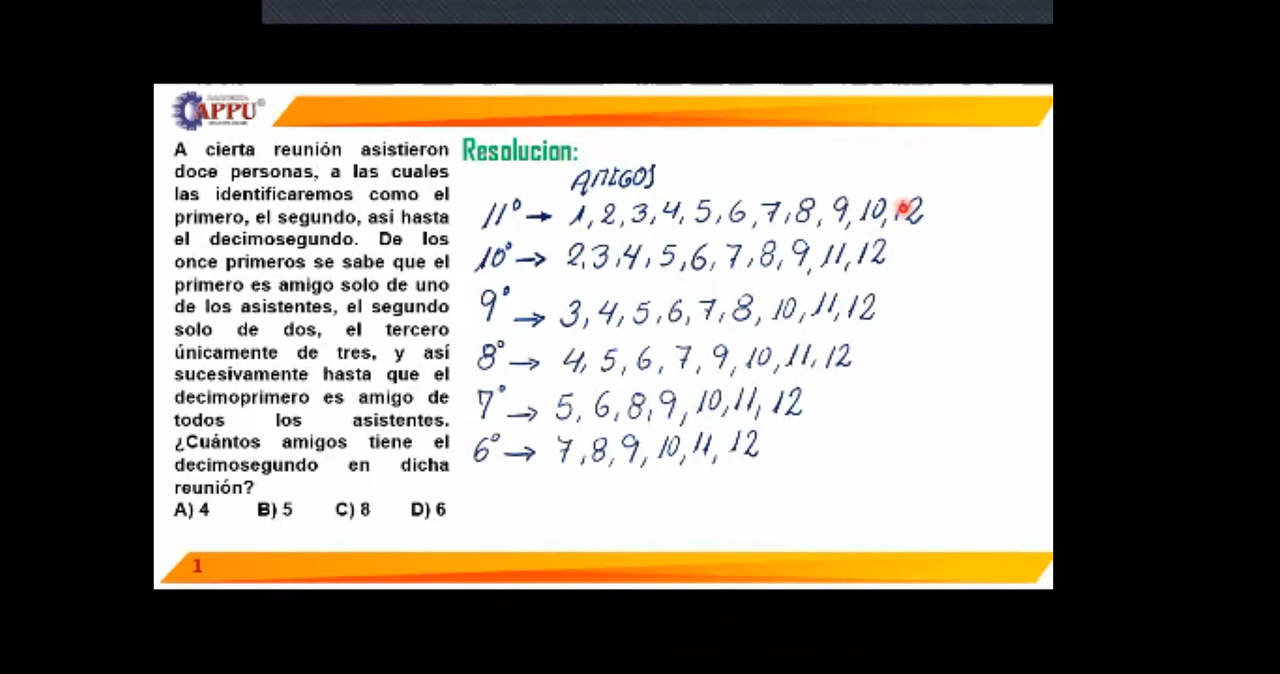 APPU
A cierta reunión asistieron
doce personas, a las cuales
las identificaremos como el
primero, el segundo, asi hasta
el decimosegundo. De los
once primeros se sabe que el
primero es amigo solo de uno
de los asistentes, el segundo
solo de dos, el tercero
únicamente de tres, y así
sucesivamente hasta que el
decimoprimero es amigo de
todos los asistentes.
¿Cuántos amigos tiene el
decimosegundo en dicha
reunión?
A) 4 B) 5 C) 8 D) 6
Resolucion:
AMIGOS
11° → 1, 2, 3, 4, 5, 6, 7, 8, 9, 10, 12
10° → 2, 3, 4, 5, 6, 7, 8, 9, 11, 12
9° → 3, 4, 5, 6, 7, 8, 10, 11, 12
8° → 4, 5, 6, 7, 9, 10, 11, 12
7° → 5, 6, 8, 9, 10, 11, 12
6° → 7, 8, 9, 10, 11, 12
1